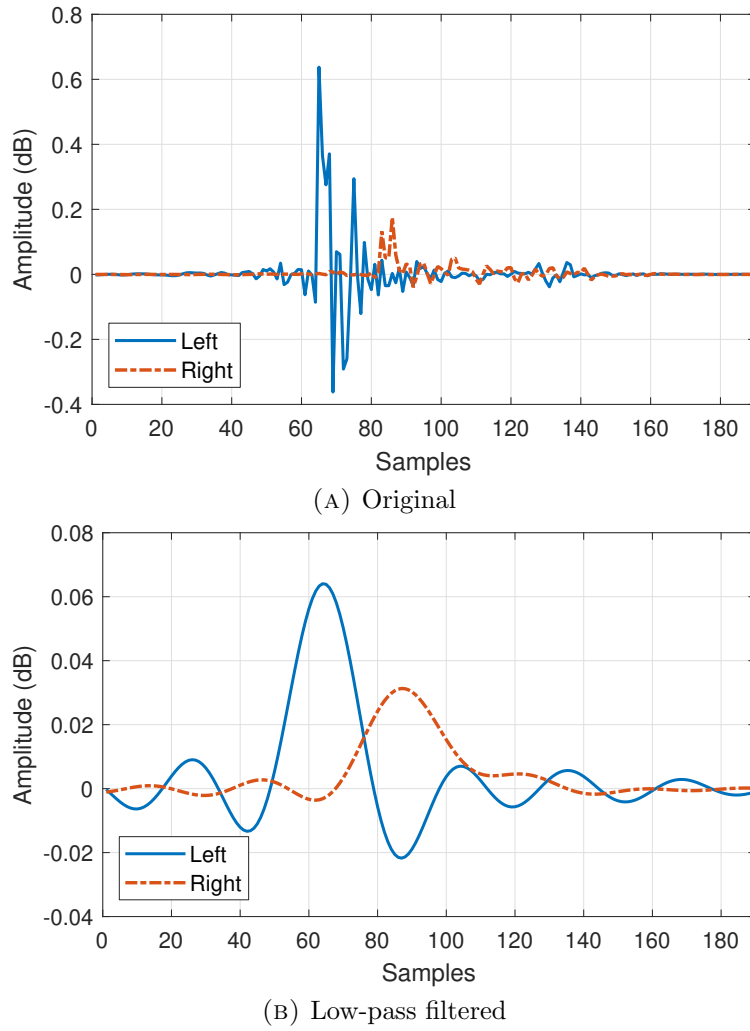 0.8
0.6
0.4
0.2
0
-0.2
-0.4
Amplitude (dB)
Left
Right
0 20 40 60 80 100 120 140 160 180
Samples
(A) Original
0.08
0.06
0.04
0.02
0
-0.02
-0.04
Amplitude (dB)
Left
Right
0 20 40 60 80 100 120 140 160 180
Samples
(B) Low-pass filtered